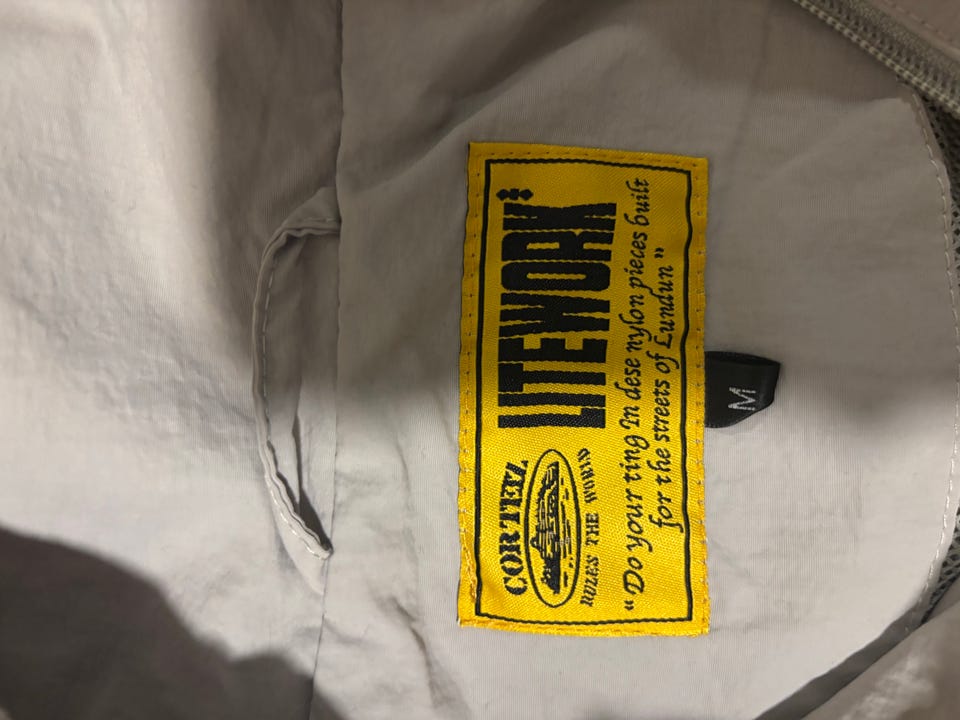 CORTEIZ
RULES THE WORLD
LITEWORK:
"Do your ting In dese nylon pieces built
for the streets of Lundun"
M